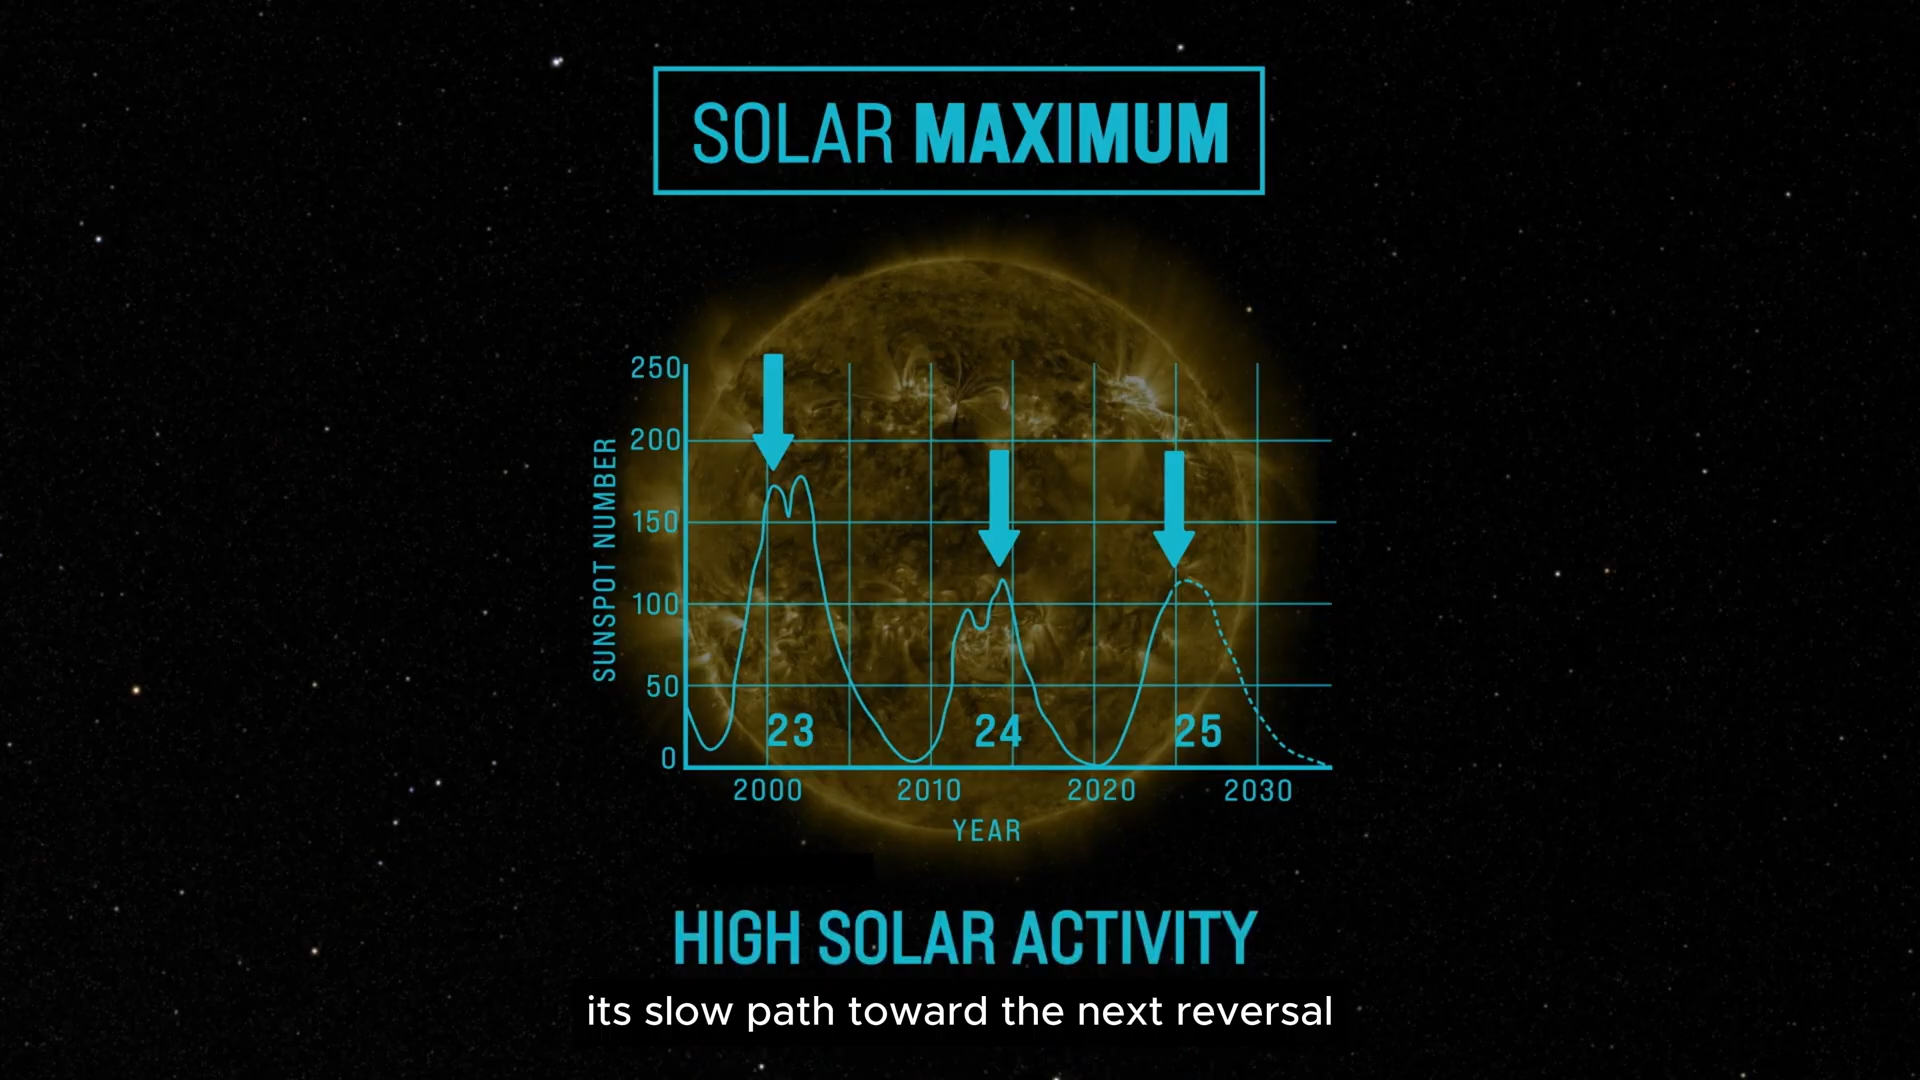 SOLAR MAXIMUM
250
200
150
100
50
0
SUNSPOT NUMBER
23 24 25
2000 2010 2020 2030
YEAR
HIGH SOLAR ACTIVITY
its slow path toward the next reversal